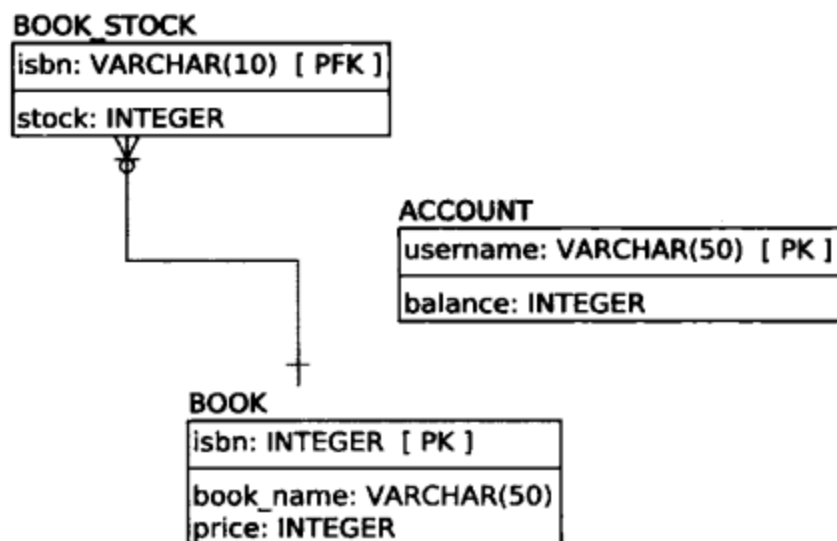 BOOK_STOCK
isbn: VARCHAR(10) [ PFK ]
stock: INTEGER
ACCOUNT
username: VARCHAR(50) [ PK ]
balance: INTEGER
BOOK
isbn: INTEGER [ PK ]
book_name: VARCHAR(50)
price: INTEGER